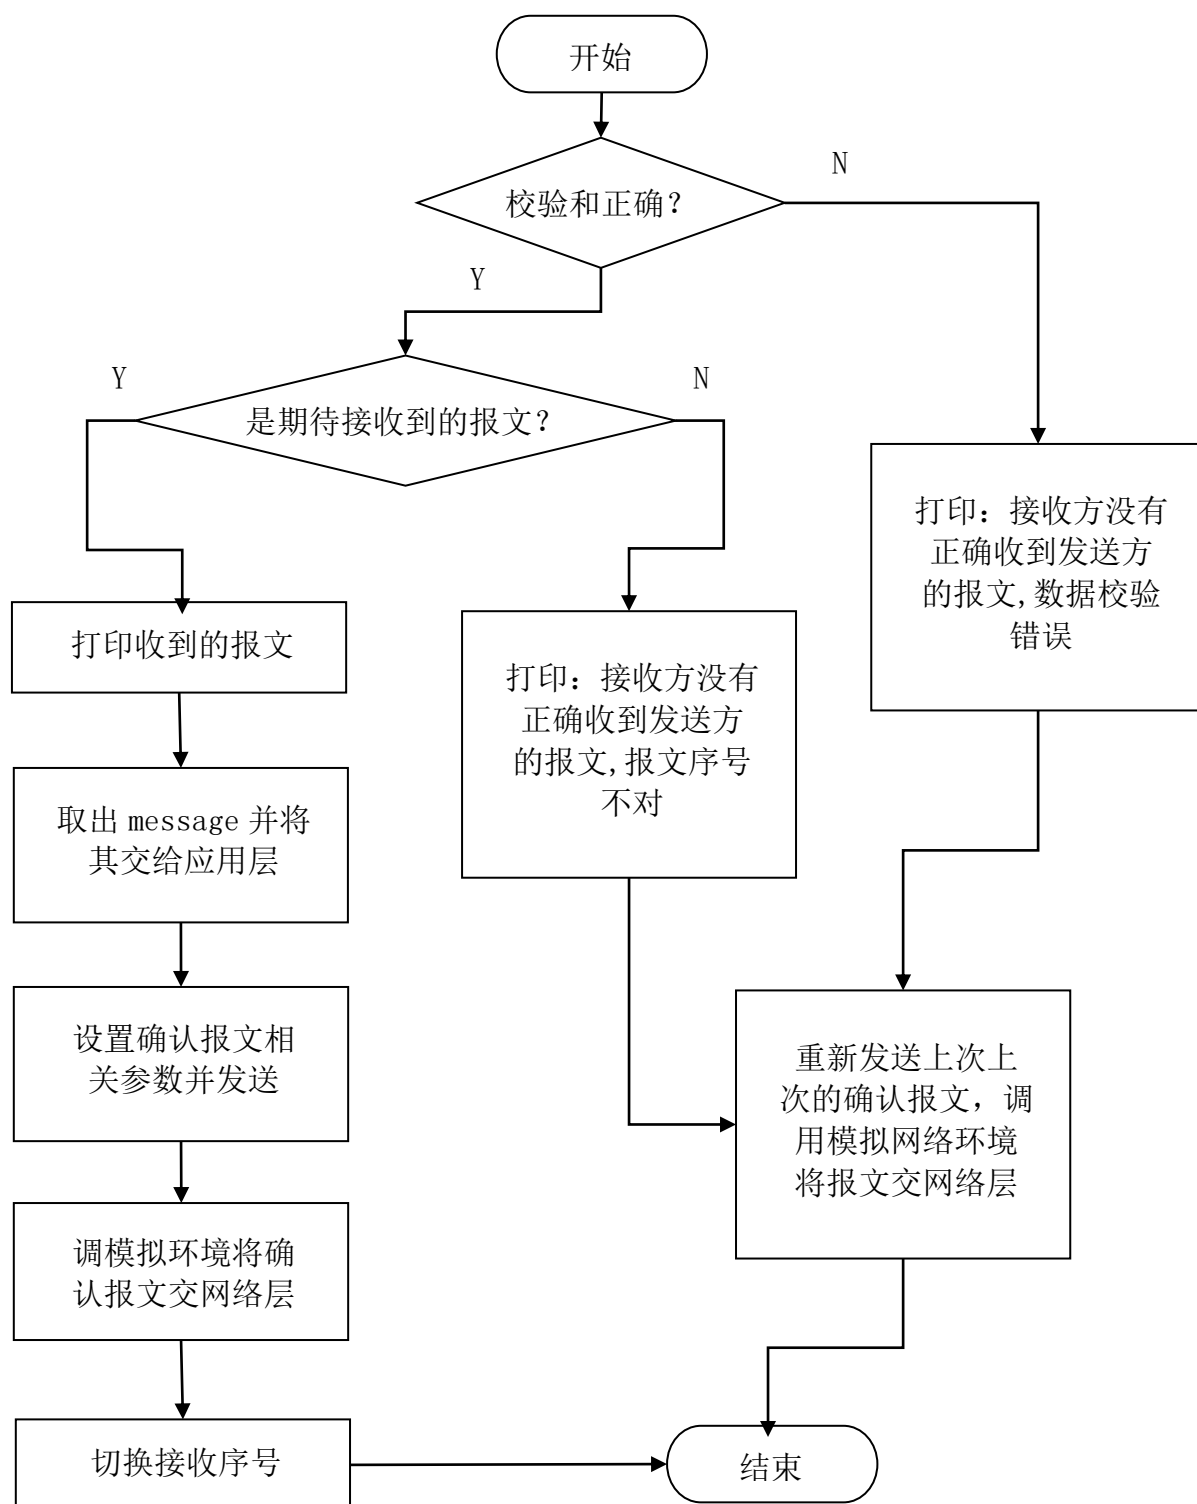 开始
校验和正确?
N
Y
Y
N
是期待接收到的报文?
打印：接收方没有
正确收到发送方
的报文,数据校验
错误
打印收到的报文
打印：接收方没有
正确收到发送方
的报文,报文序号
不对
取出 message 并将
其交给应用层
设置确认报文相
关参数并发送
重新发送上次上
次的确认报文，调
用模拟网络环境
将报文交网络层
调模拟环境将确
认报文交网络层
切换接收序号
结束